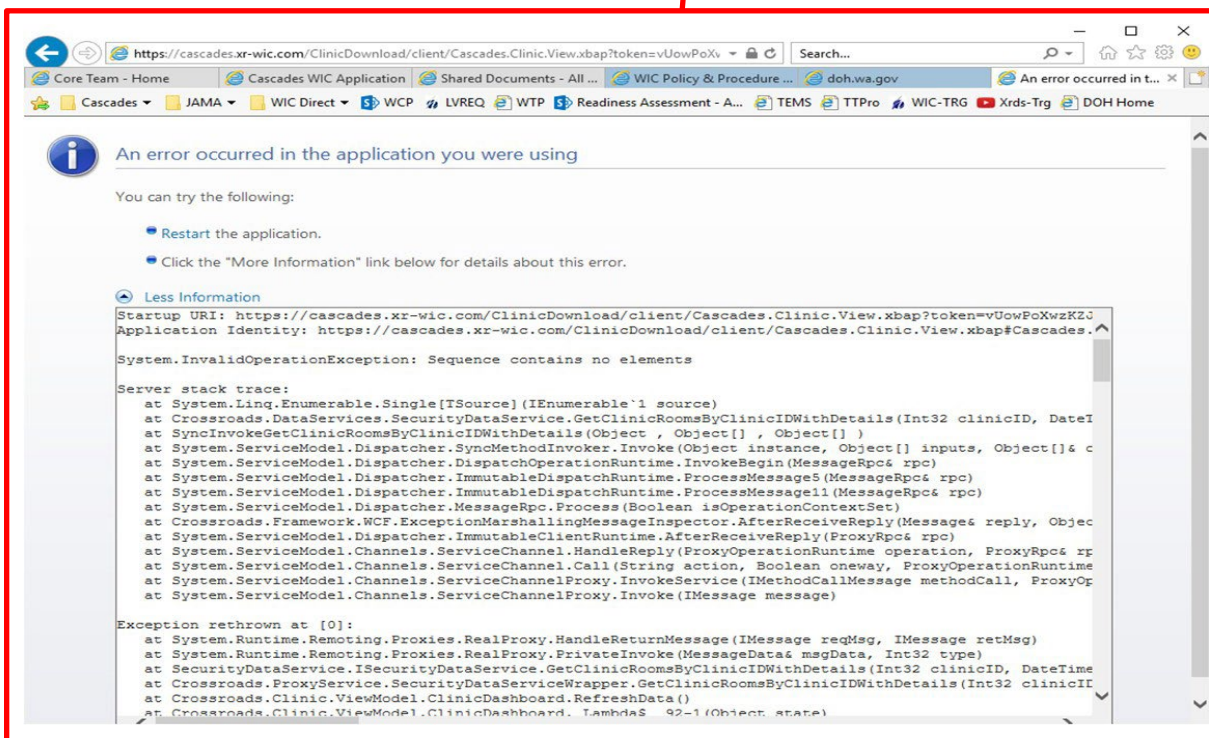 https://cascades.xr-wic.com/ClinicDownload/client/Cascades.Clinic.View.xbap?token=vUowPoXv Search...
Core Team - Home Cascades WIC Application Shared Documents - All ... WIC Policy & Procedure ... doh.wa.gov An error occurred in t...
Cascades JAMA WIC Direct WCP LVREQ WTP Readiness Assessment - A... TEMS TTPro WIC-TRG Xrds-Trg DOH Home
An error occurred in the application you were using
You can try the following:
Restart the application.
Click the "More Information" link below for details about this error.
Less Information
Startup URI: https://cascades.xr-wic.com/ClinicDownload/client/Cascades.Clinic.View.xbap?token=vUowPoXwzKZJ
Application Identity: https://cascades.xr-wic.com/ClinicDownload/client/Cascades.Clinic.View.xbap#Cascades.
System.InvalidOperationException: Sequence contains no elements
Server stack trace:
at System.Linq.Enumerable.Single[TSource](IEnumerable`1 source)
at Crossroads.DataServices.SecurityDataService.GetClinicRoomsByClinicIDWithDetails(Int32 clinicID, DateT
at SyncInvokeGetClinicRoomsByClinicIDWithDetails(Object , Object[] , Object[] )
at System.ServiceModel.Dispatcher.SyncMethodInvoker.Invoke(Object instance, Object[] inputs, Object[]& c
at System.ServiceModel.Dispatcher.DispatchOperationRuntime.InvokeBegin(MessageRpc& rpc)
at System.ServiceModel.Dispatcher.ImmutableDispatchRuntime.ProcessMessage5(MessageRpc& rpc)
at System.ServiceModel.Dispatcher.ImmutableDispatchRuntime.ProcessMessage11(MessageRpc& rpc)
at System.ServiceModel.Dispatcher.MessageRpc.Process(Boolean isOperationContextSet)
at Crossroads.Framework.WCF.ExceptionMarshallingMessageInspector.AfterReceiveReply(Message& reply, Objec
at System.ServiceModel.Dispatcher.ImmutableClientRuntime.AfterReceiveReply(ProxyRpc& rpc)
at System.ServiceModel.Channels.ServiceChannel.HandleReply(ProxyOperationRuntime operation, ProxyRpc& rp
at System.ServiceModel.Channels.ServiceChannel.Call(String action, Boolean oneway, ProxyOperationRuntime
at System.ServiceModel.Channels.ServiceChannelProxy.InvokeService(IMethodCallMessage methodCall, ProxyOp
at System.ServiceModel.Channels.ServiceChannelProxy.Invoke(IMessage message)
Exception rethrown at [0]:
at System.Runtime.Remoting.Proxies.RealProxy.HandleReturnMessage(IMessage reqMsg, IMessage retMsg)
at System.Runtime.Remoting.Proxies.RealProxy.PrivateInvoke(MessageData& msgData, Int32 type)
at SecurityDataService.ISecurityDataService.GetClinicRoomsByClinicIDWithDetails(Int32 clinicID, DateTime
at Crossroads.ProxyService.SecurityDataServiceWrapper.GetClinicRoomsByClinicIDWithDetails(Int32 clinicID
at Crossroads.Clinic.ViewModel.ClinicDashboard.RefreshData()
at Crossroads.Clinic.ViewModel.ClinicDashboard._Lambda$__92-1(Object state)